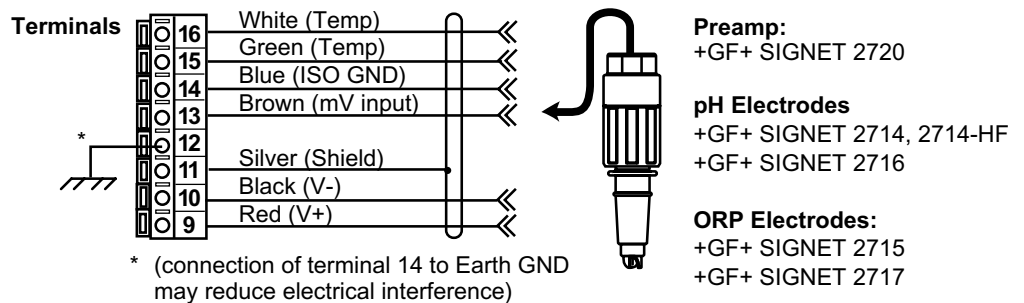 Terminals
16 White (Temp)
15 Green (Temp)
14 Blue (ISO GND)
13 Brown (mV input)
* 12
11 Silver (Shield)
10 Black (V-)
9 Red (V+)
* (connection of terminal 14 to Earth GND
may reduce electrical interference)
Preamp:
+GF+ SIGNET 2720
pH Electrodes
+GF+ SIGNET 2714, 2714-HF
+GF+ SIGNET 2716
ORP Electrodes:
+GF+ SIGNET 2715
+GF+ SIGNET 2717